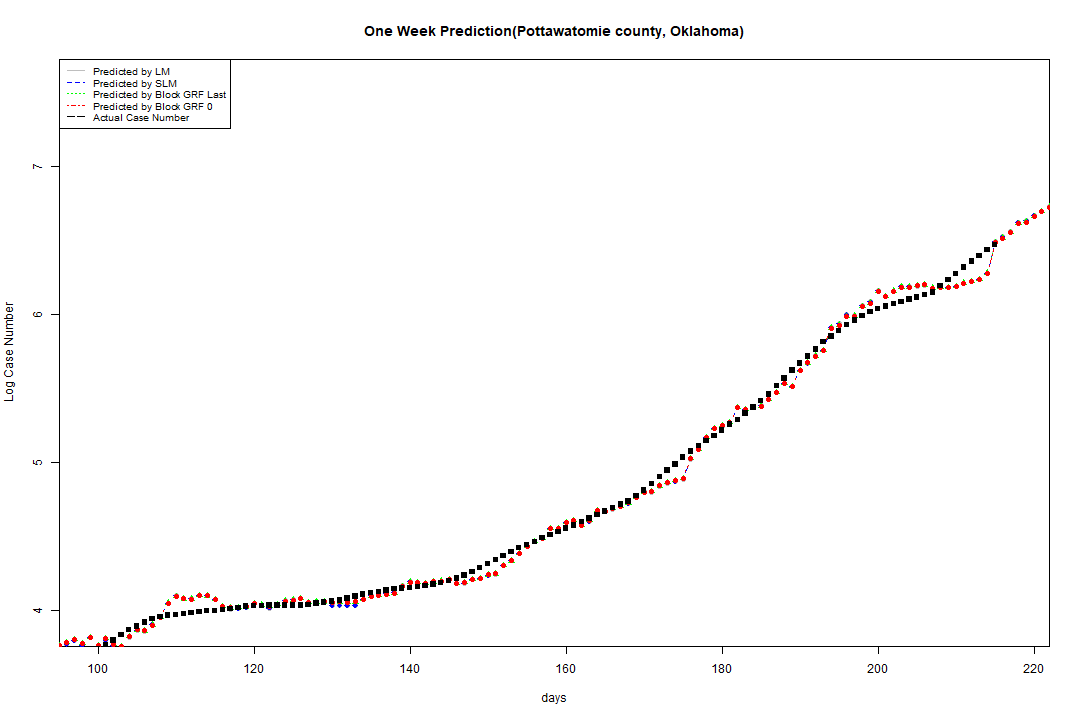 One Week Prediction(Pottawatomie county, Oklahoma)
Predicted by LM
Predicted by SLM
Predicted by Block GRF Last
Predicted by Block GRF 0
Actual Case Number
7
6
5
4
Log Case Number
100 120 140 160 180 200 220
days